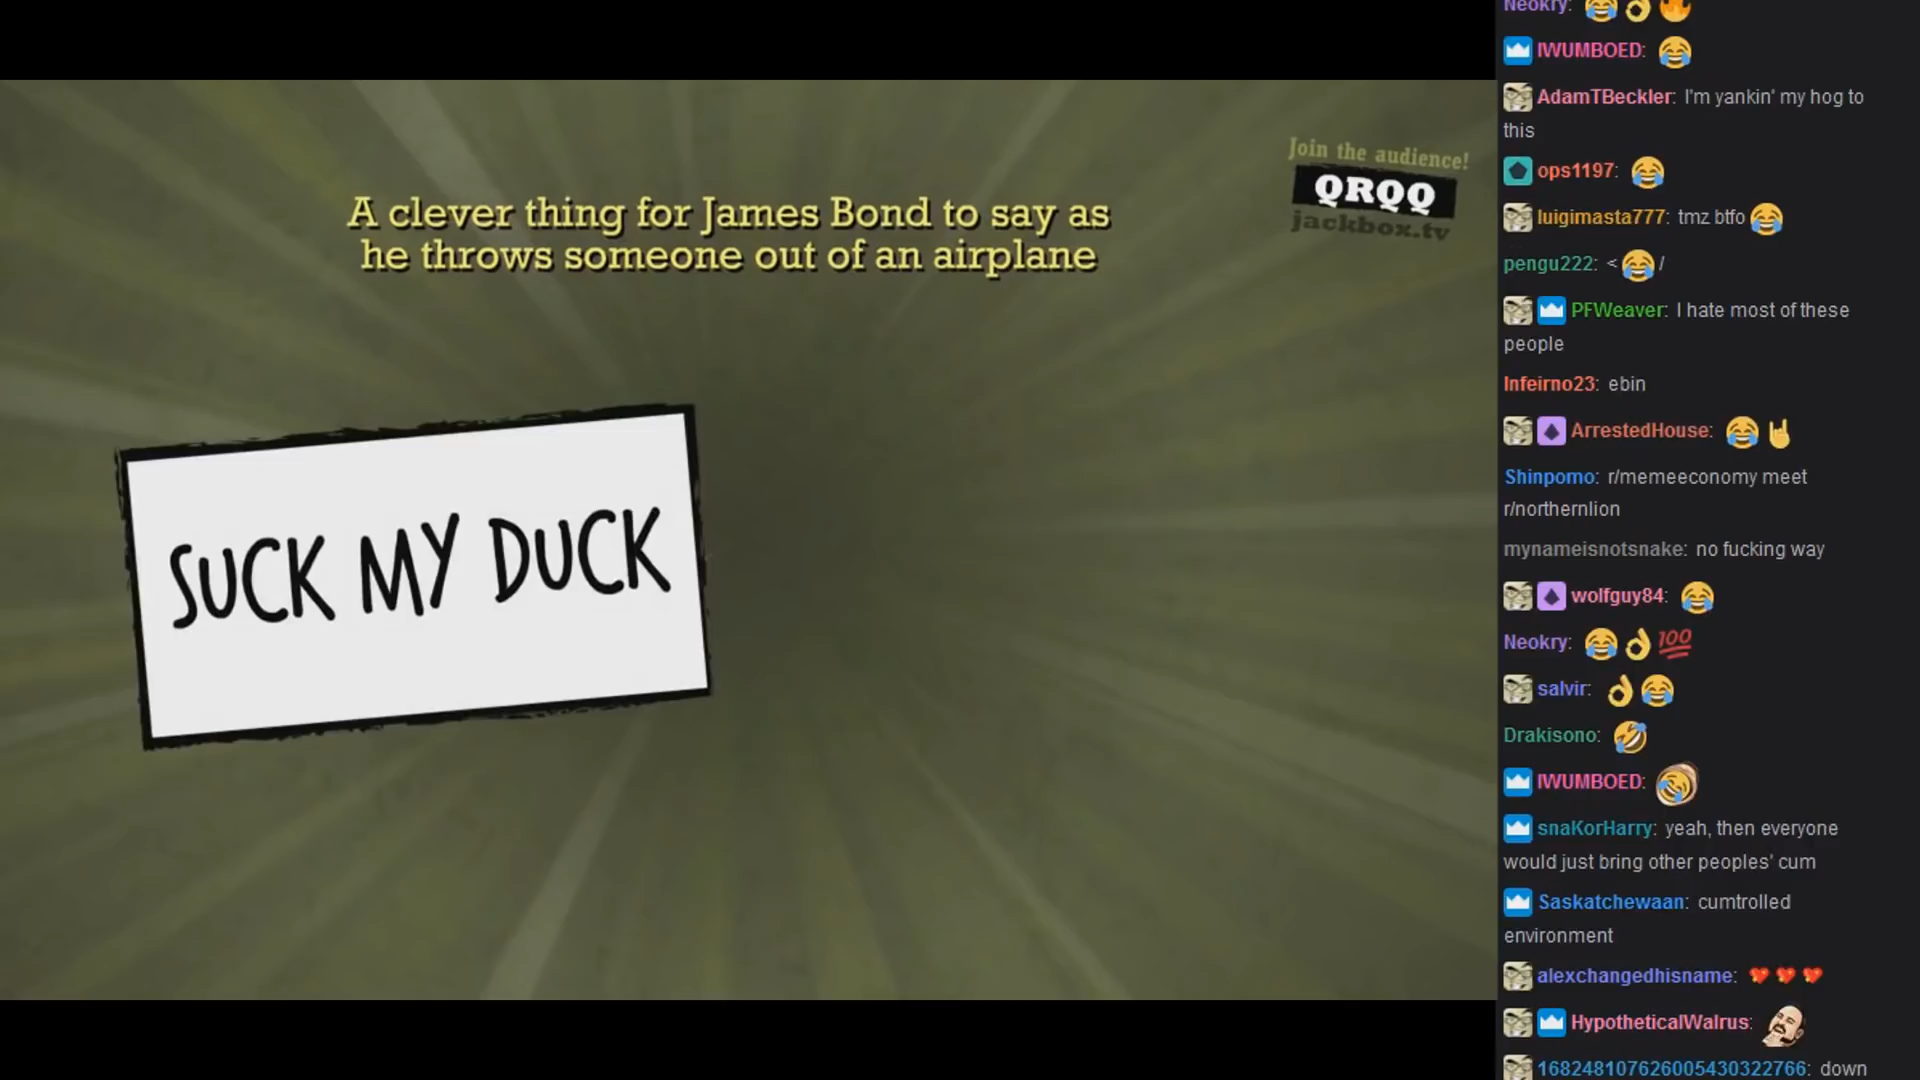 A clever thing for James Bond to say as
he throws someone out of an airplane
Join the audience!
QRQQ
jackbox.tv
SUCK MY DUCK
Neokry:
IWUMBOED:
AdamTBeckler: I'm yankin' my hog to
this
ops1197:
luigimasta777: tmz btfo
pengu222: < /
PFWeaver: I hate most of these
people
Infeirno23: ebin
ArrestedHouse:
Shinpomo: r/memeeconomy meet
r/northernlion
mynameisnotsnake: no fucking way
wolfguy84:
Neokry: 100
salvir:
Drakisono:
IWUMBOED:
snaKorHarry: yeah, then everyone
would just bring other peoples' cum
Saskatchewaan: cumtrolled
environment
alexchangedhisname:
HypotheticalWalrus:
168248107626005430322766: down